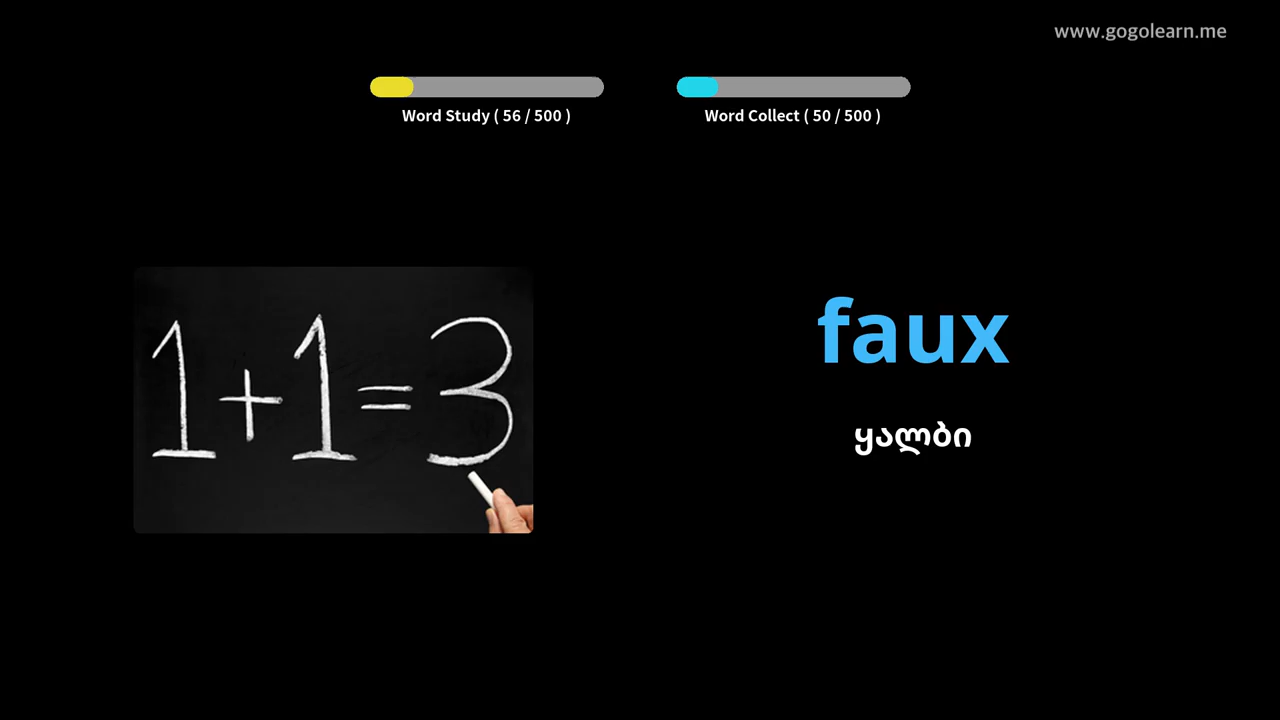 www.gogolearn.me
Word Study ( 56 / 500 )
Word Collect ( 50 / 500 )
1+1=3
faux
ყალბი